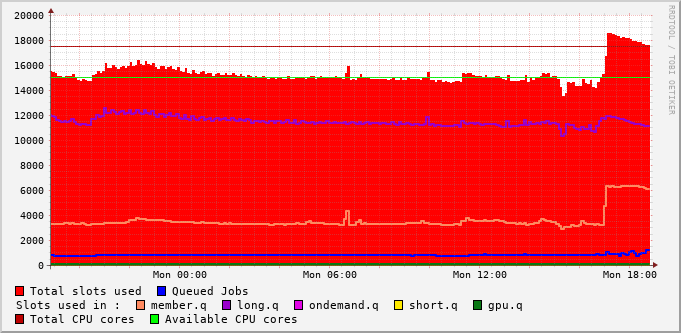 RRDTOOL / TOBI OETIKER
20000
18000
16000
14000
12000
10000
8000
6000
4000
2000
0
Mon 00:00 Mon 06:00 Mon 12:00 Mon 18:00
Total slots used Queued Jobs
Slots used in : member.q long.q ondemand.q short.q gpu.q
Total CPU cores Available CPU cores